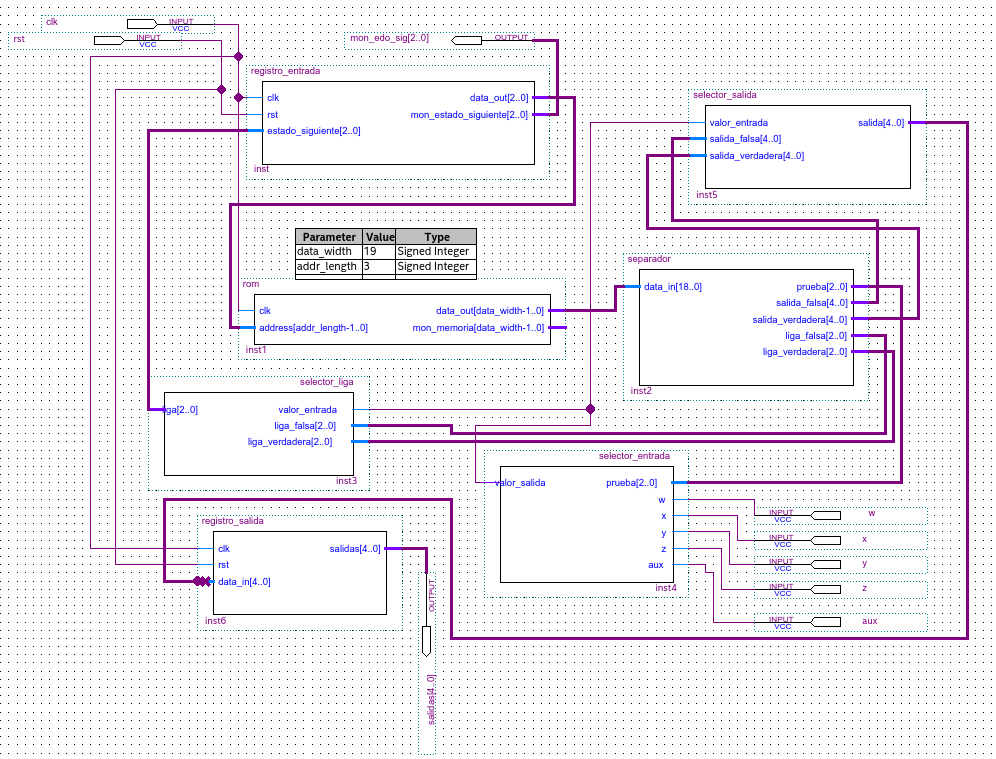 clk
INPUT
VCC
rst
INPUT
VCC
mon_edo_sig[2..0]
OUTPUT
registro_entrada
clk
data_out[2..0]
rst
mon_estado_siguiente[2..0]
estado_siguiente[2..0]
inst
selector_salida
valor_entrada
salida[4..0]
salida_falsa[4..0]
salida_verdadera[4..0]
inst5
Parameter Value Type
data_width 19 Signed Integer
addr_length 3 Signed Integer
rom
clk
data_out[data_width-1..0]
address[addr_length-1..0]
mon_memoria[data_width-1..0]
inst1
separador
data_in[18..0]
prueba[2..0]
salida_falsa[4..0]
salida_verdadera[4..0]
liga_falsa[2..0]
liga_verdadera[2..0]
inst2
selector_liga
liga[2..0]
valor_entrada
liga_falsa[2..0]
liga_verdadera[2..0]
inst3
selector_entrada
valor_salida
prueba[2..0]
w
x
y
z
aux
inst4
INPUT
VCC
w
INPUT
VCC
x
INPUT
VCC
y
INPUT
VCC
z
INPUT
VCC
aux
registro_salida
clk
salidas[4..0]
rst
data_in[4..0]
inst6
OUTPUT
salidas[4..0]